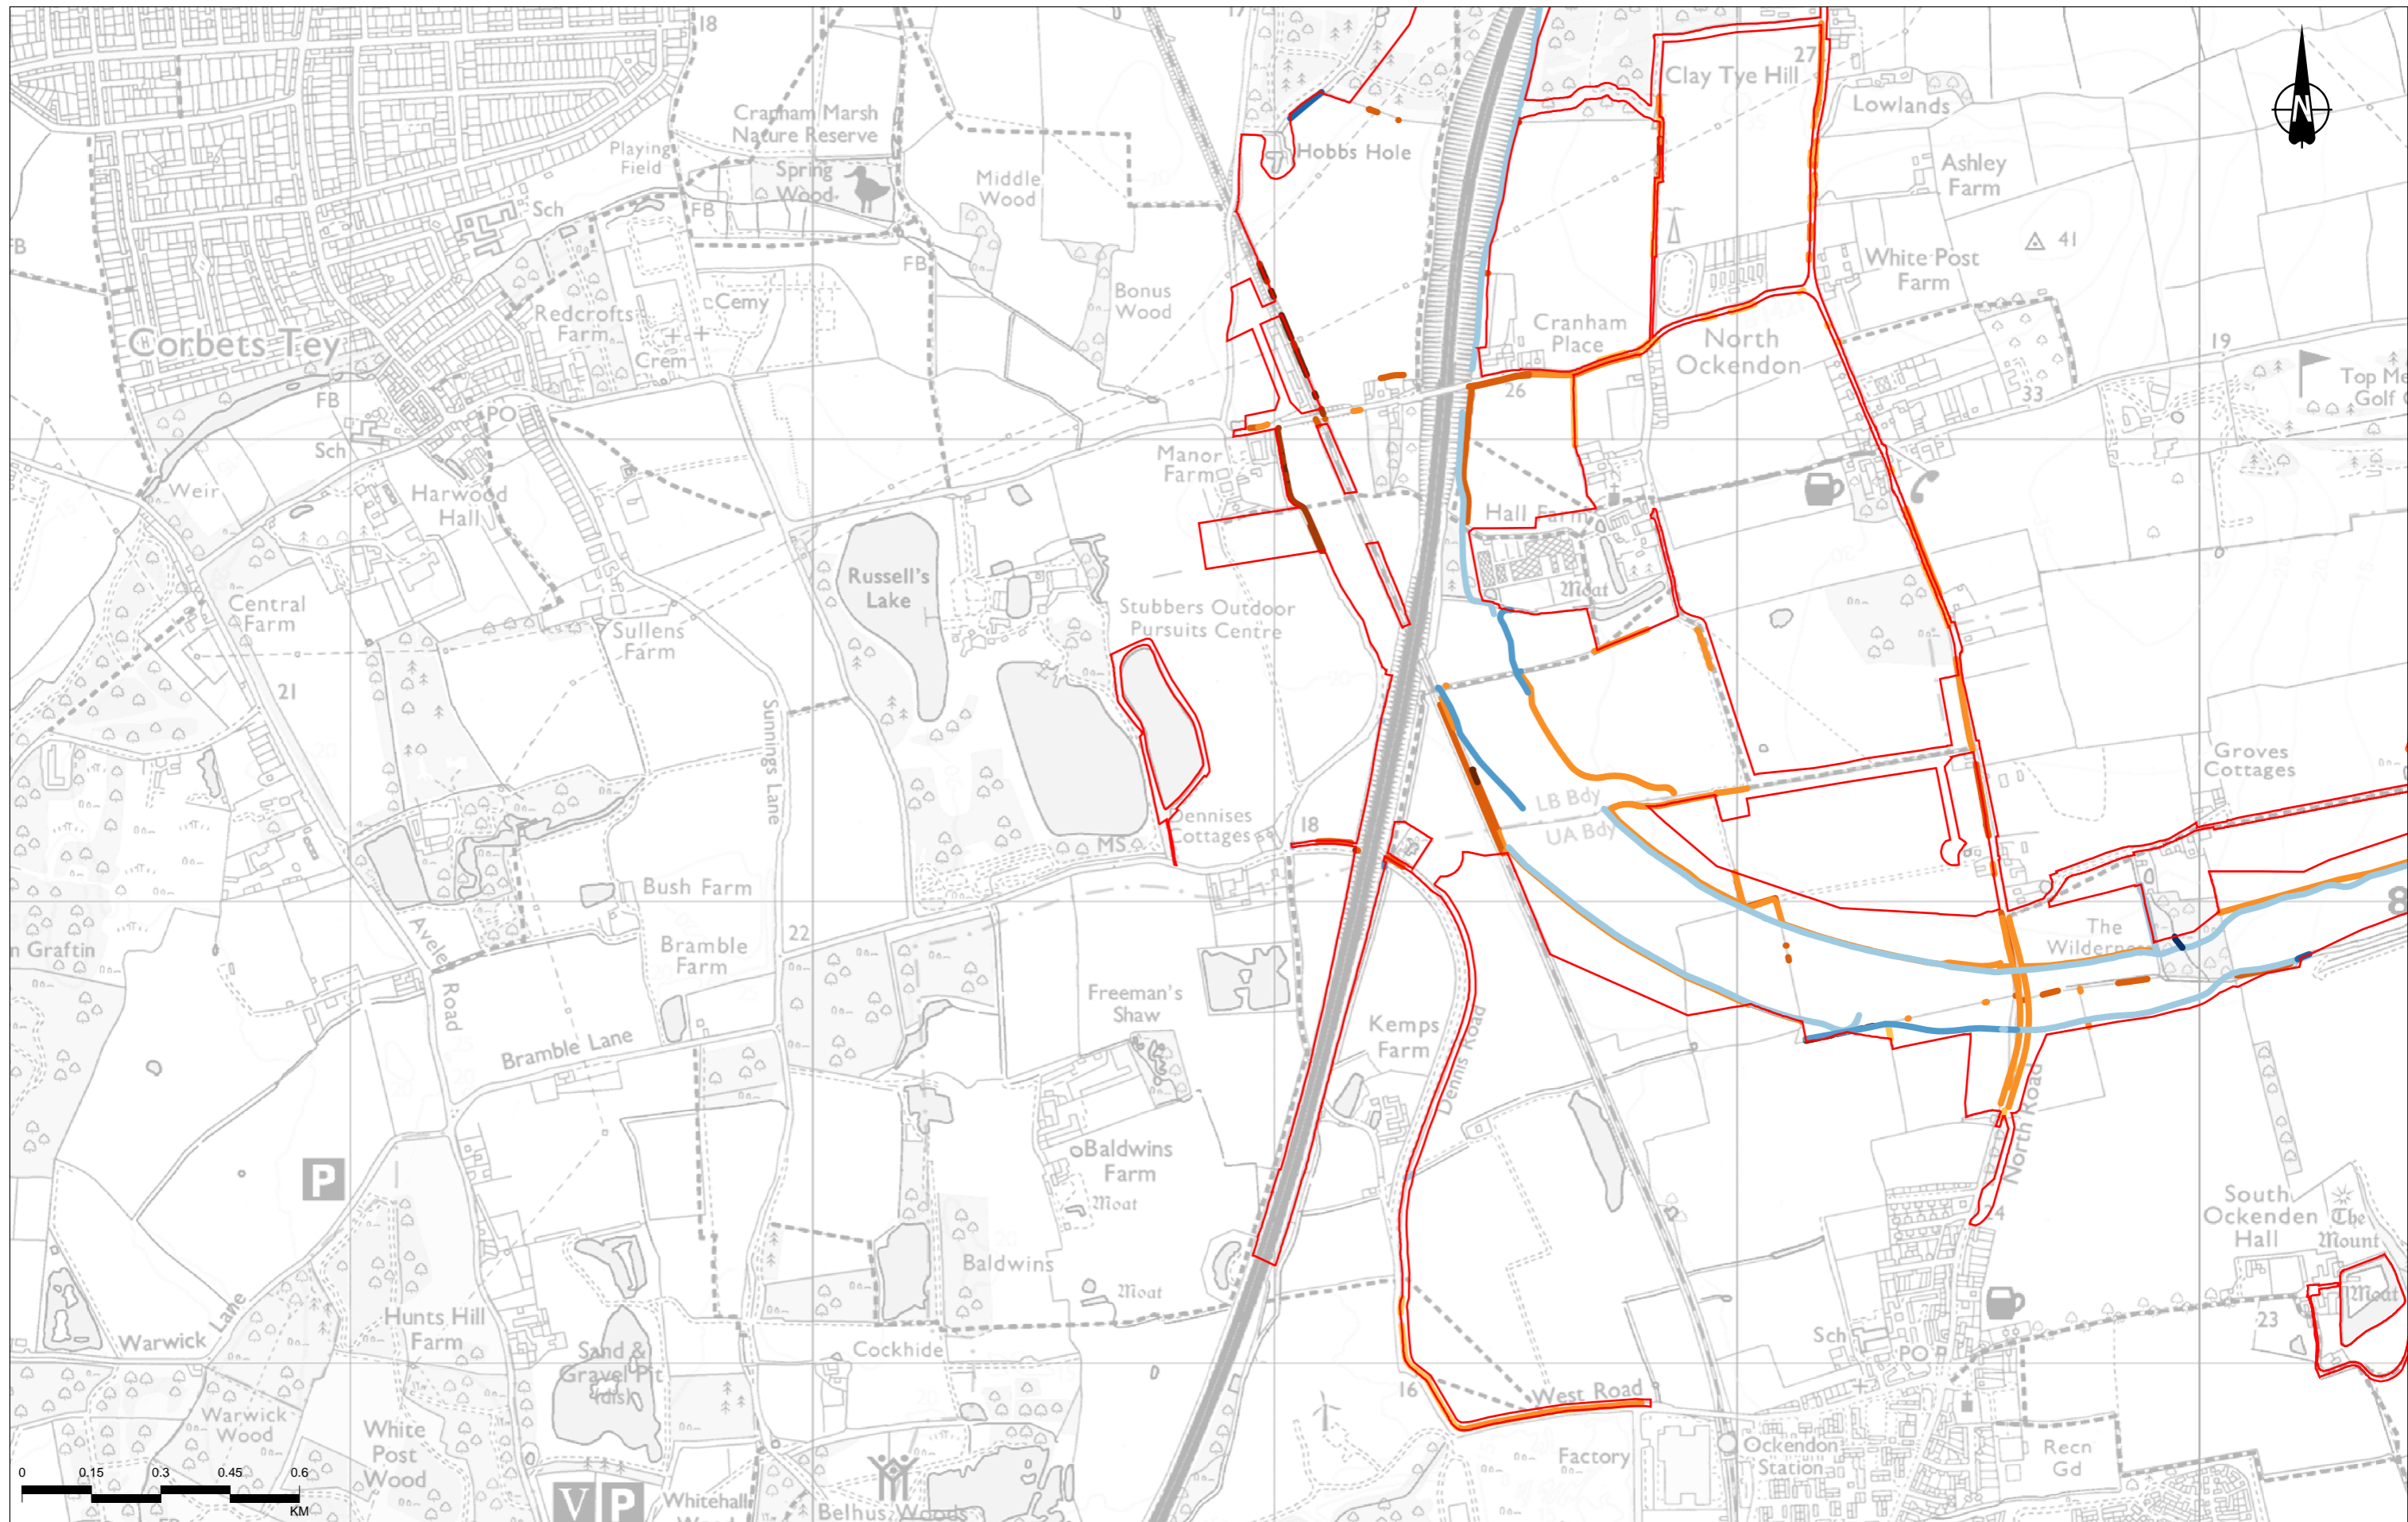 18
17
27
Clay Tye Hill
Lowlands
N
Cranham Marsh
Nature Reserve
Playing
Field
Spring
Wood
Middle
Wood
Hobbs Hole
Ashley
Farm
Sch
FB
FB
FB
41
White Post
Farm
Cemy
Bonus
Wood
Redcrofts
Farm
Crem
Corbets Tey
Cranham
Place
North
Ockendon
19
FB
PO
26
33
Golf
Sch
Manor
Farm
Weir
Harwood
Hall
Hall Farm
Russell's
Lake
Moat
Central
Farm
Stubbers Outdoor
Pursuits Centre
Sullens
Farm
21
Sunnings Lane
Groves
Cottages
LB Bdy
UA Bdy
Dennises
Cottages
18
MS
Bush Farm
8
Aveley
Road
22
Bramble
Farm
The
n Graftin
Freeman's
Shaw
Kemps
Farm
Dennis Road
Bramble Lane
North Road
Baldwins
Farm
Moat
P
South
Ockenden
Hall
The
Mount
24
Baldwins
Moat
Moat
Hunts Hill
Farm
Warwick Lane
23
Sch
PO
Cockhide
Sand &
Gravel Pit
(dis)
16
West Road
Warwick
Wood
White
Post
Wood
Factory
Ockendon
Station
Recn
Gd
0 0.15 0.3 0.45 0.6
KM
V P
Whitehall
Belhus Woods